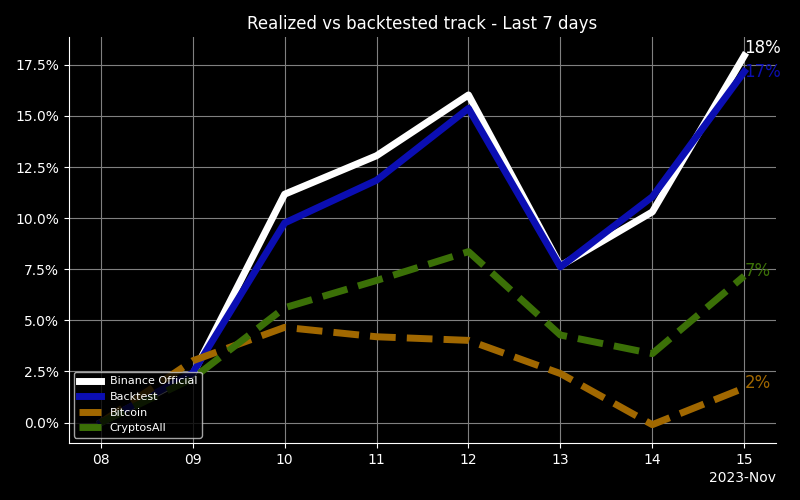 Realized vs backtested track - Last 7 days
18%
17%
17.5%
15.0%
12.5%
10.0%
7.5%
7%
5.0%
2.5%
2%
0.0%
Binance Official
Backtest
Bitcoin
CryptosAll
08 09 10 11 12 13 14 15
2023-Nov